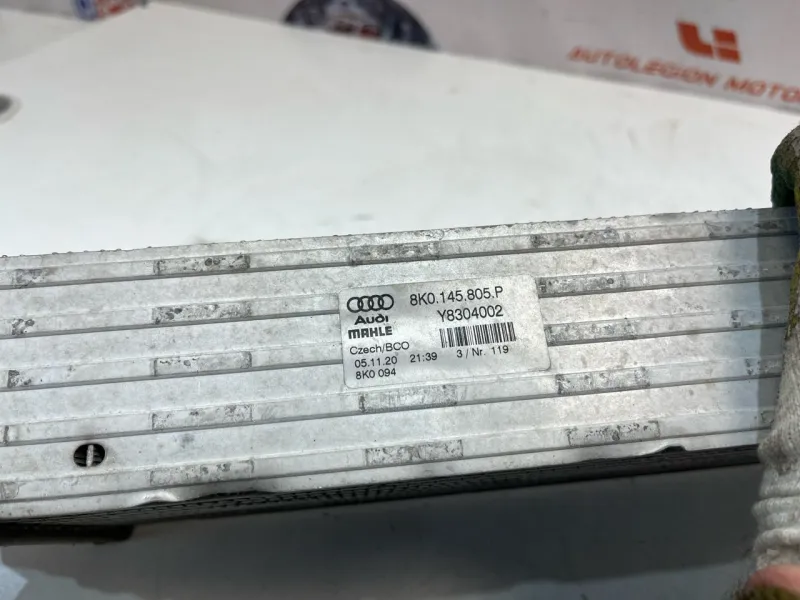 AUTOLEGION MOTO
8K0.145.805.P
Audi
Y8304002
MAHLE
Czech/BCO
05.11.20 21:39 3 / Nr. 119
8K0 094